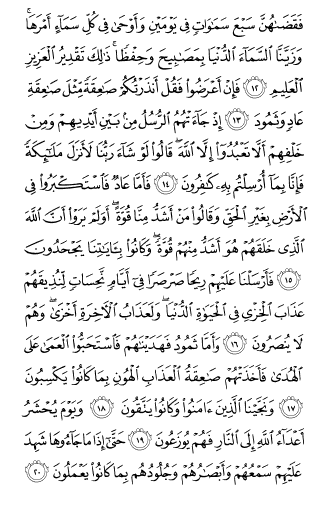 فَقَضَىٰهُنَّ سَبْعَ سَمَٰوَاتٍ فِى يَوْمَيْنِ وَأَوْحَىٰ فِى كُلِّ سَمَآءٍ أَمْرَهَا ۚ
وَزَيَّنَّا ٱلسَّمَآءَ ٱلدُّنْيَا بِمَصَٰبِيحَ وَحِفْظًا ۚ ذَٰلِكَ تَقْدِيرُ ٱلْعَزِيزِ
ٱلْعَلِيمِ ١٢ فَإِنْ أَعْرَضُوا۟ فَقُلْ أَنذَرْتُكُمْ صَٰعِقَةً مِّثْلَ صَٰعِقَةِ
عَادٍ وَثَمُودَ ١٣ إِذْ جَآءَتْهُمُ ٱلرُّسُلُ مِنۢ بَيْنِ أَيْدِيهِمْ وَمِنْ
خَلْفِهِمْ أَلَّا تَعْبُدُوٓا۟ إِلَّا ٱللَّهَ ۖ قَالُوا۟ لَوْ شَآءَ رَبُّنَا لَأَنزَلَ مَلَٰٓئِكَةً
فَإِنَّا بِمَآ أُرْسِلْتُم بِهِۦ كَٰفِرُونَ ١٤ فَأَمَّا عَادٌ فَٱسْتَكْبَرُوا۟ فِى
ٱلْأَرْضِ بِغَيْرِ ٱلْحَقِّ وَقَالُوا۟ مَنْ أَشَدُّ مِنَّا قُوَّةً ۖ أَوَلَمْ يَرَوْا۟ أَنَّ ٱللَّهَ
ٱلَّذِى خَلَقَهُمْ هُوَ أَشَدُّ مِنْهُمْ قُوَّةً ۖ وَكَانُوا۟ بِـَٔايَٰتِنَا يَجْحَدُونَ
١٥ فَأَرْسَلْنَا عَلَيْهِمْ رِيحًا صَرْصَرًا فِىٓ أَيَّامٍ نَّحِسَاتٍ لِّنُذِيقَهُمْ
عَذَابَ ٱلْخِزْىِ فِى ٱلْحَيَوٰةِ ٱلدُّنْيَا ۖ وَلَعَذَابُ ٱلْءَاخِرَةِ أَخْزَىٰ ۖ وَهُمْ
لَا يُنصَرُونَ ١٦ وَأَمَّا ثَمُودُ فَهَدَيْنَٰهُمْ فَٱسْتَحَبُّوا۟ ٱلْعَمَىٰ عَلَى
ٱلْهُدَىٰ فَأَخَذَتْهُمْ صَٰعِقَةُ ٱلْعَذَابِ ٱلْهُونِ بِمَا كَانُوا۟ يَكْسِبُونَ
١٧ وَنَجَّيْنَا ٱلَّذِينَ ءَامَنُوا۟ وَكَانُوا۟ يَتَّقُونَ ١٨ وَيَوْمَ يُحْشَرُ
أَعْدَآءُ ٱللَّهِ إِلَى ٱلنَّارِ فَهُمْ يُوزَعُونَ ١٩ حَتَّىٰٓ إِذَا مَا جَآءُوهَا شَهِدَ
عَلَيْهِمْ سَمْعُهُمْ وَأَبْصَٰرُهُمْ وَجُلُودُهُم بِمَا كَانُوا۟ يَعْمَلُونَ ٢٠